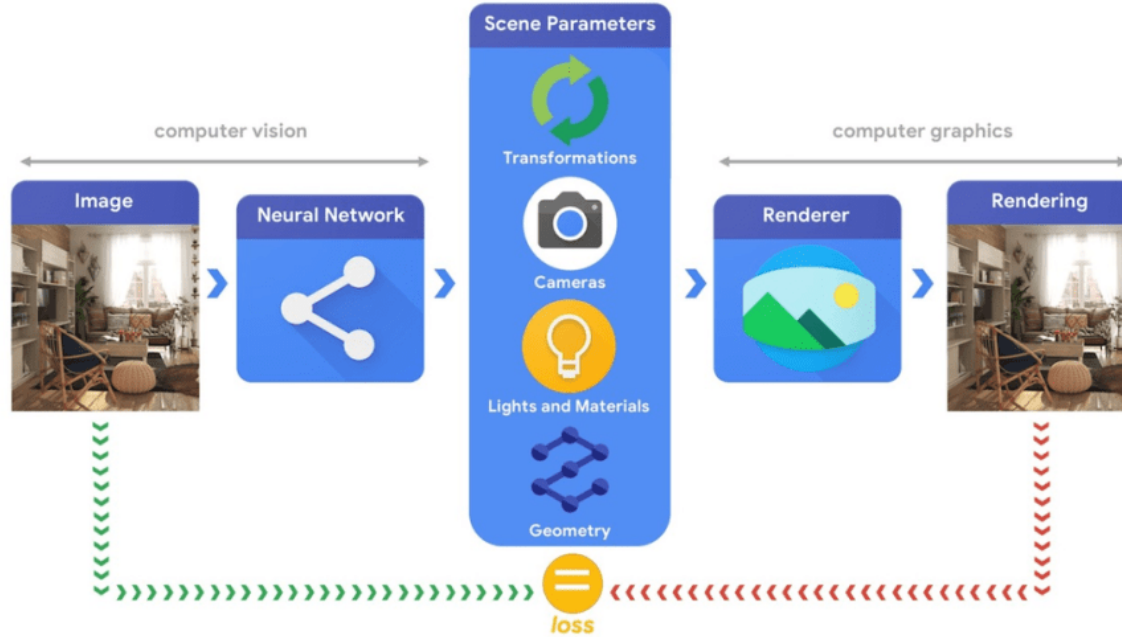 Scene Parameters
computer vision
computer graphics
Image
Neural Network
Transformations
Cameras
Lights and Materials
Geometry
Renderer
Rendering
loss